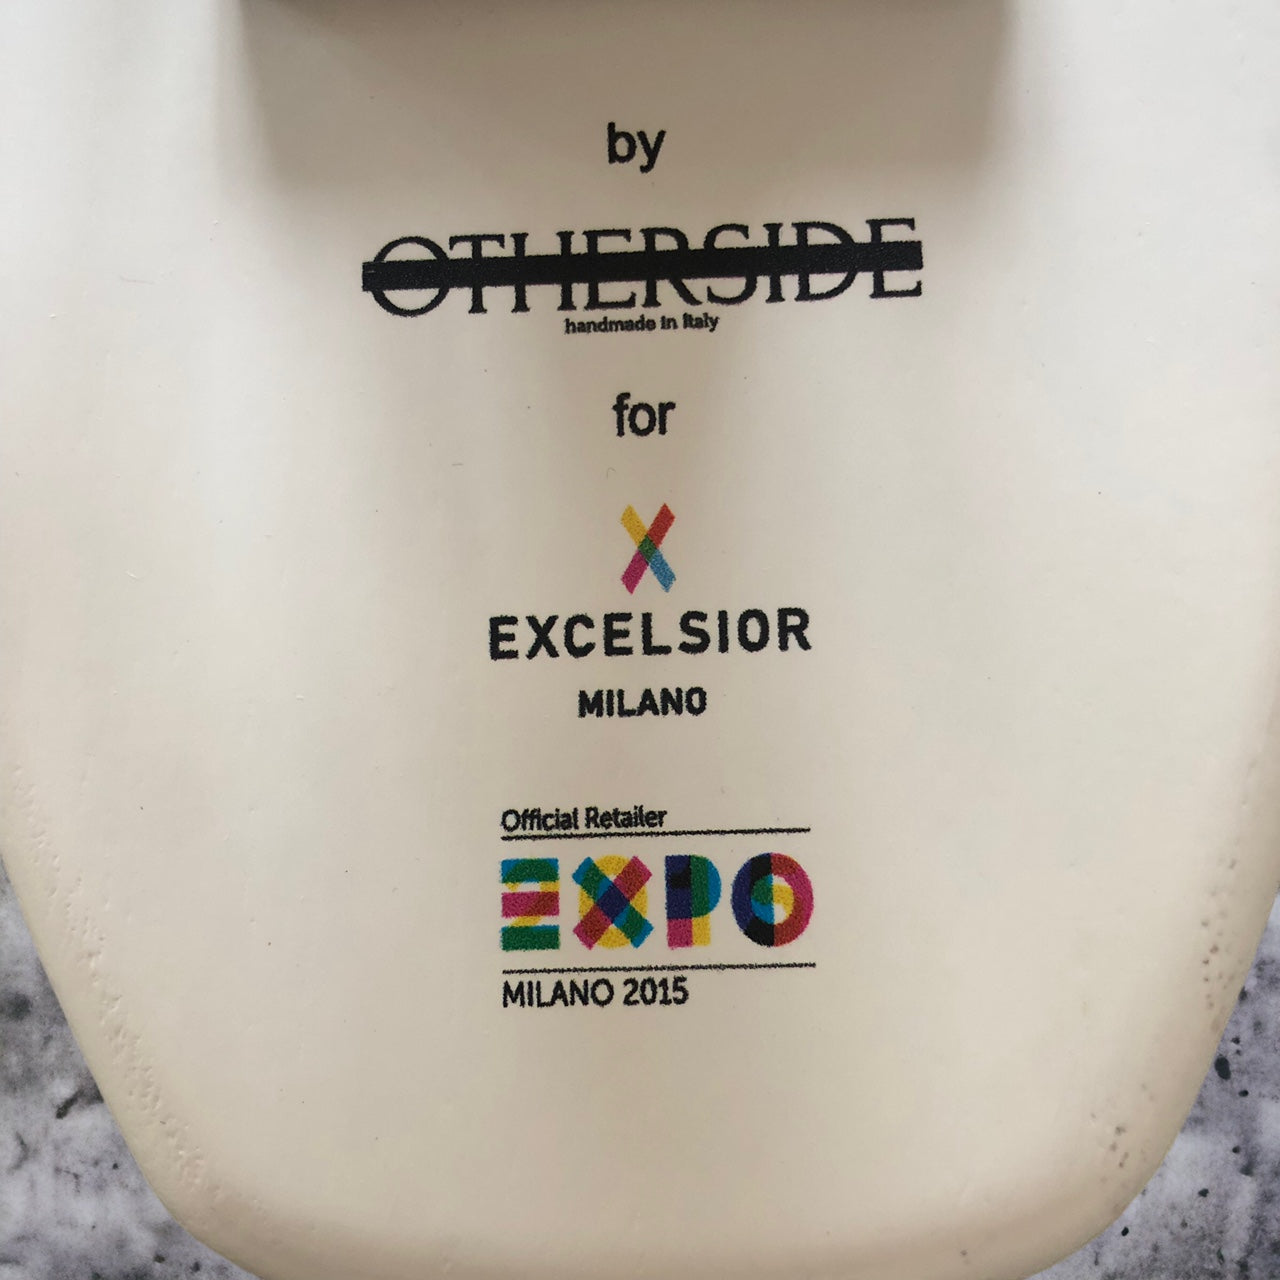 by
OTHERSIDE
handmade in Italy
for
X
EXCELSIOR
MILANO
Official Retailer
EXPO
MILANO 2015